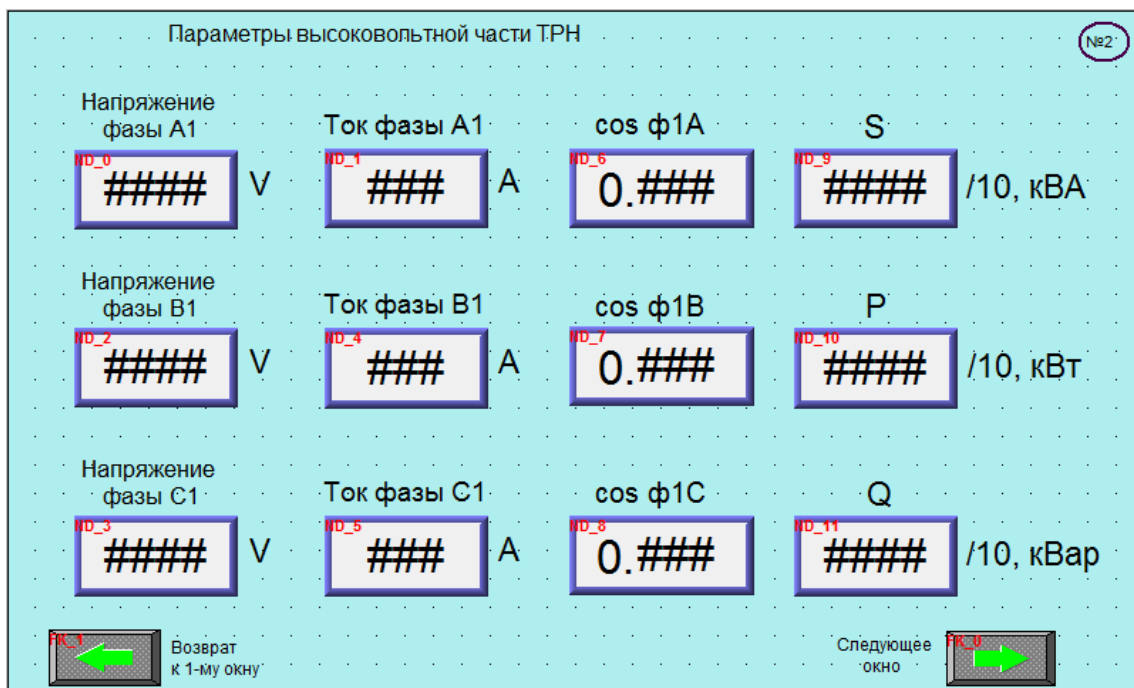 Параметры высоковольтной части ТРН
№2
Напряжение
фазы А1
Ток фазы А1
cos ф1А
S
ND_0
####
V
ND_1
###
A
ND_6
0.###
ND_9
####
/10, кВА
Напряжение
фазы В1
Ток фазы В1
cos ф1В
P
ND_2
####
V
ND_4
###
A
ND_7
0.###
ND_10
####
/10, кВт
Напряжение
фазы С1
Ток фазы С1
cos ф1С
Q
ND_3
####
V
ND_5
###
A
ND_8
0.###
ND_11
####
/10, кВар
FK_1
Возврат
к 1-му окну
Следующее
окно
FK_0